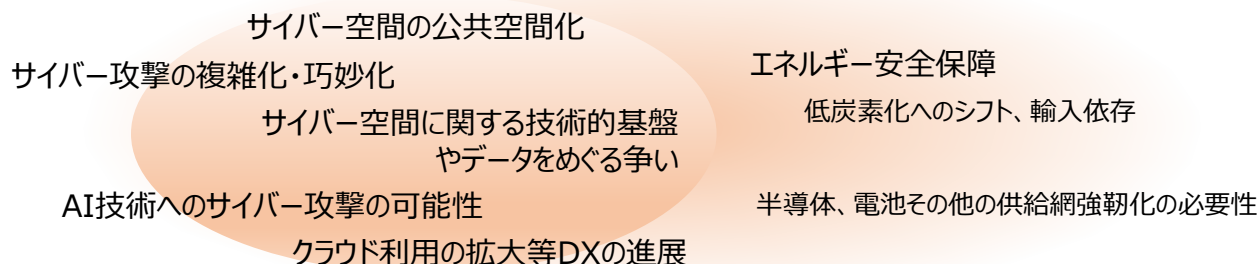 サイバー空間の公共空間化
サイバー攻撃の複雑化・巧妙化
サイバー空間に関する技術的基盤
やデータをめぐる争い
AI技術へのサイバー攻撃の可能性
クラウド利用の拡大等DXの進展
エネルギー安全保障
低炭素化へのシフト、輸入依存
半導体、電池その他の供給網強靭化の必要性